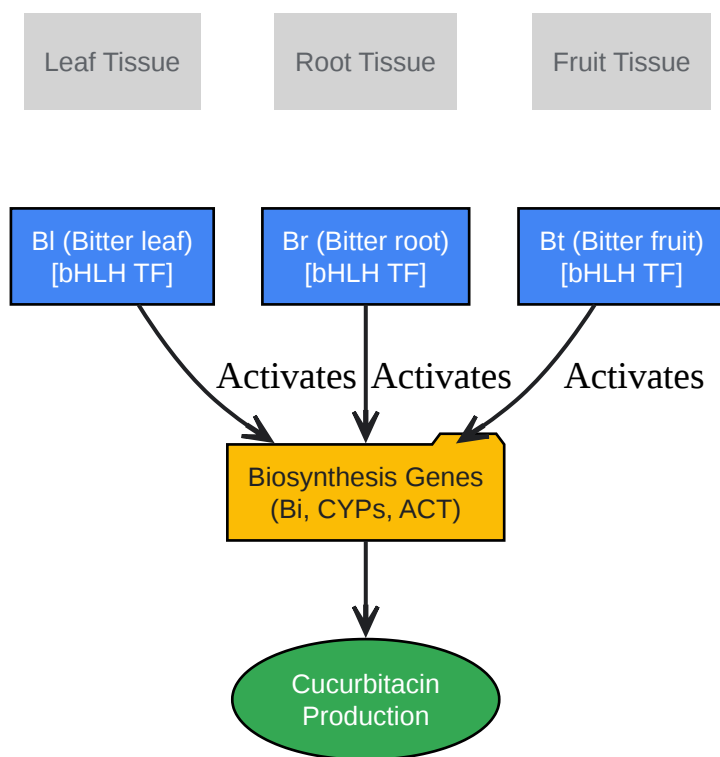 Leaf Tissue
Root Tissue
Fruit Tissue
Bl (Bitter leaf)
[bHLH TF]
Br (Bitter root)
[bHLH TF]
Bt (Bitter fruit)
[bHLH TF]
Activates
Activates
Activates
Biosynthesis Genes
(Bi, CYPs, ACT)
Cucurbitacin
Production